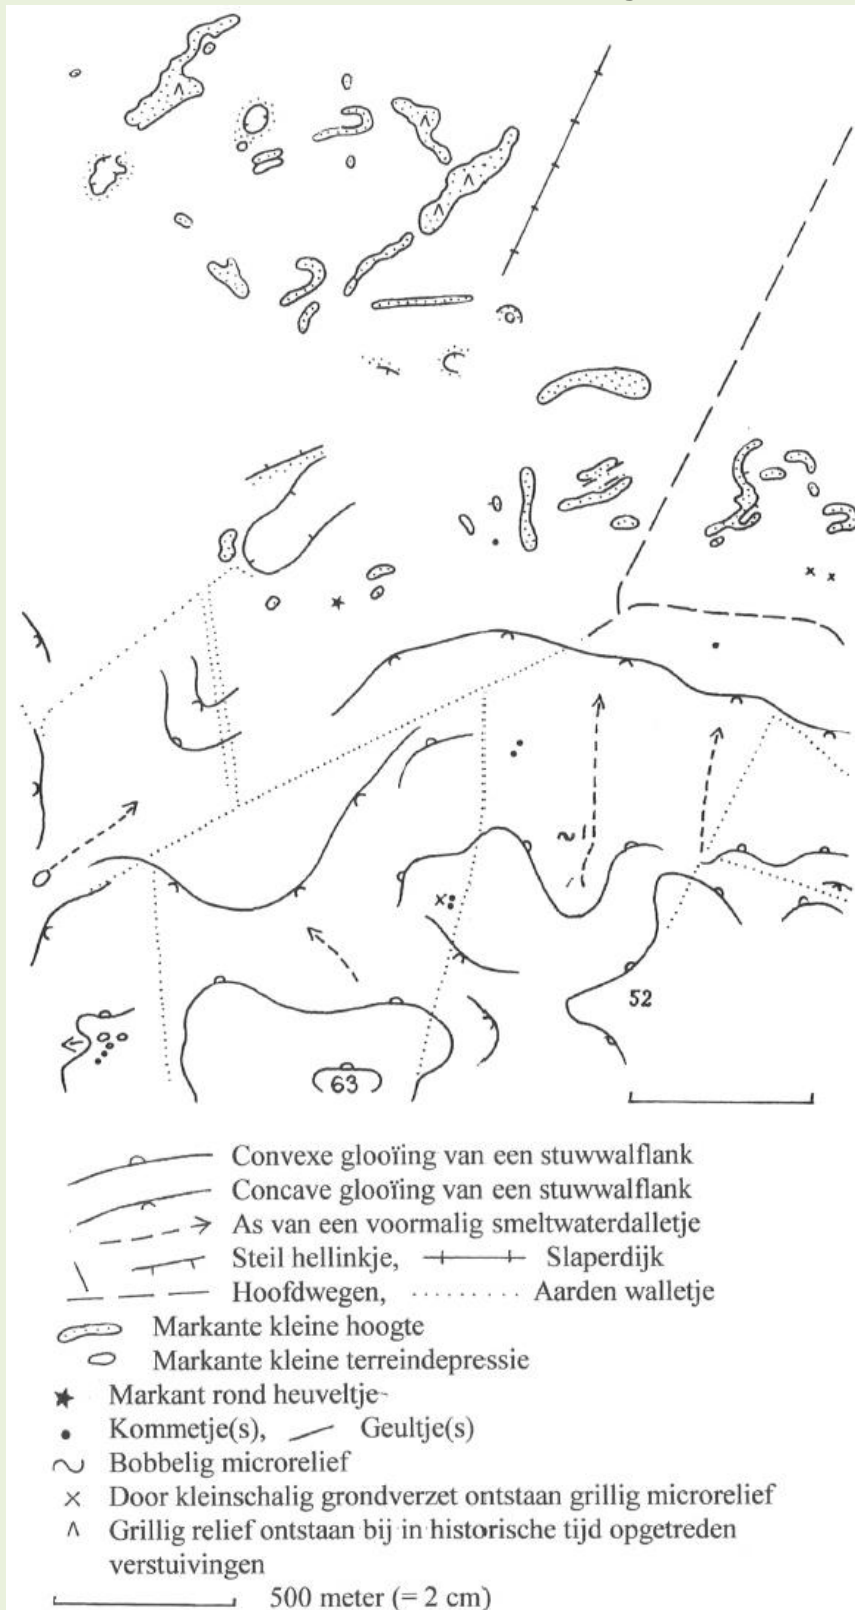 52
63
Convexe glooïing van een stuwwalflank
Concave glooïing van een stuwwalflank
As van een voormalig smeltwaterdalletje
Steil hellinkje, Slaperdijk
Hoofdwegen, Aarden walletje
Markante kleine hoogte
Markante kleine terreindepressie
Markant rond heuveltje
Kommetje(s), Geultje(s)
Bobbelig microrelief
Door kleinschalig grondverzet ontstaan grillig microrelief
Grillig relief ontstaan bij in historische tijd opgetreden
verstuivingen
500 meter (= 2 cm)